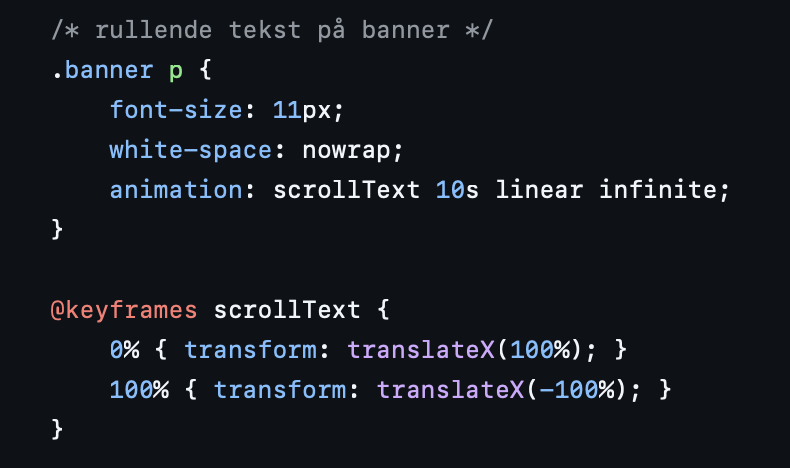 /* rullende tekst på banner */
.banner p {
    font-size: 11px;
    white-space: nowrap;
    animation: scrollText 10s linear infinite;
}

@keyframes scrollText {
    0% { transform: translateX(100%); }
    100% { transform: translateX(-100%); }
}